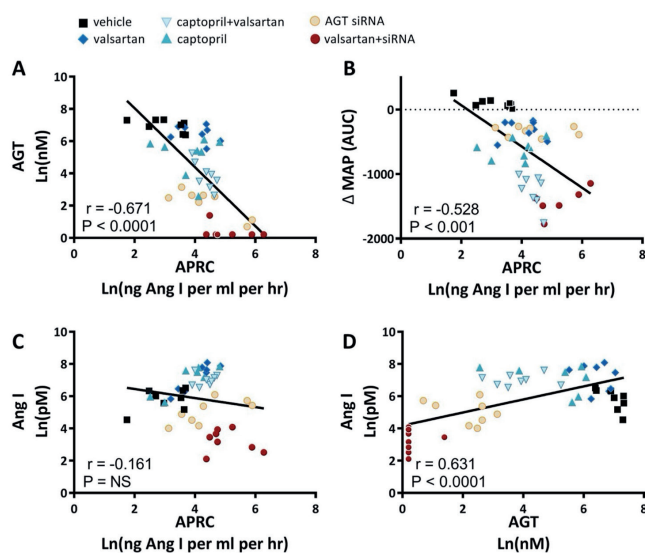 vehicle captopril+valsartan AGT siRNA
valsartan captopril valsartan+siRNA
A
10
8
6
4
2
0
AGT
Ln(nM)
r = -0.671
P < 0.0001
0 2 4 6 8
APRC
Ln(ng Ang I per ml per hr)
B
1000
0
-1000
-2000
Δ MAP (AUC)
r = -0.528
P < 0.001
0 2 4 6 8
APRC
Ln(ng Ang I per ml per hr)
C
10
8
6
4
2
0
Ang I
Ln(pM)
r = -0.161
P = NS
0 2 4 6 8
APRC
Ln(ng Ang I per ml per hr)
D
10
8
6
4
2
0
Ang I
Ln(pM)
r = 0.631
P < 0.0001
0 2 4 6 8
AGT
Ln(nM)